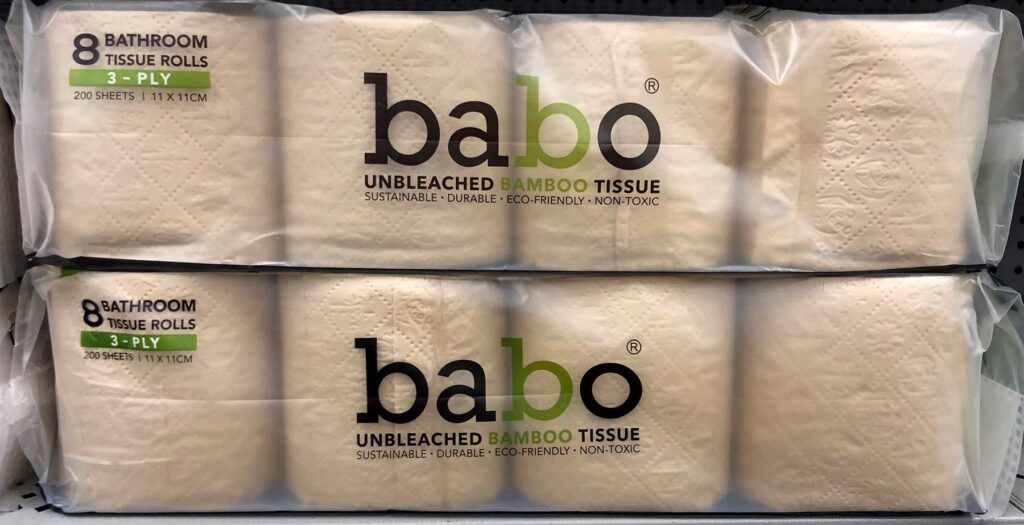 8 BATHROOM
TISSUE ROLLS
3 - PLY
200 SHEETS | 11 X 11CM
babo®
UNBLEACHED BAMBOO TISSUE
SUSTAINABLE · DURABLE · ECO-FRIENDLY · NON-TOXIC
8 BATHROOM
TISSUE ROLLS
3 - PLY
200 SHEETS | 11 X 11CM
babo®
UNBLEACHED BAMBOO TISSUE
SUSTAINABLE · DURABLE · ECO-FRIENDLY · NON-TOXIC